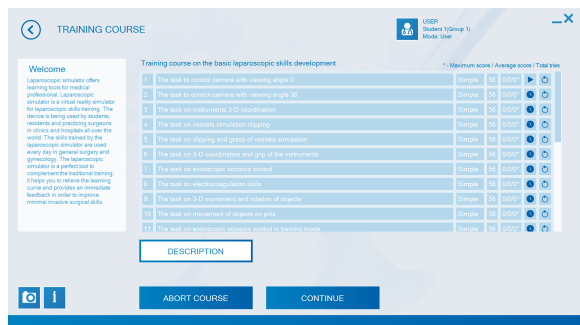 TRAINING COURSE
USER
Student 1(Group 1)
Mode: User
Welcome
Laparoscopic simulator offers
learning tools for medical
professional. Laparoscopic
simulator is a virtual reality simulator
for laparoscopic skills training. The
device is being used by students,
residents and practicing surgeons
in clinics and hospitals all over the
world. The skills trained by the
laparoscopic simulator are used
every day in general surgery and
gynecology. The laparoscopic
simulator is a perfect tool to
complement the traditional training:
it helps you to relieve the learning
curve and provides an immediate
feedback in order to improve
minimal invasive surgical skills.
Training course on the basic laparoscopic skills development
* - Maximum score / Average score / Total tries
1 The task to control camera with viewing angle 0 Simple 56 0/0/0*
2 The task to control camera with viewing angle 30 Simple 56 0/0/0*
3 The task on instruments 3-D coordination Simple 56 0/0/0*
4 The task on vessels simulation clipping Simple 56 0/0/0*
5 The task on clipping and grasp of vessels simulation Simple 56 0/0/0*
6 The task on 3-D coordination and grip of the instruments Simple 56 0/0/0*
7 The task on endoscopic scissors control Simple 56 0/0/0*
8 The task on electrocoagulation skills Simple 56 0/0/0*
9 The task on 3-D movement and rotation of objects Simple 56 0/0/0*
10 The task on movement of objects on pins Simple 56 0/0/0*
11 The task on endoscopic scissors control in training mode Simple 56 0/0/0*
DESCRIPTION
ABORT COURSE
CONTINUE